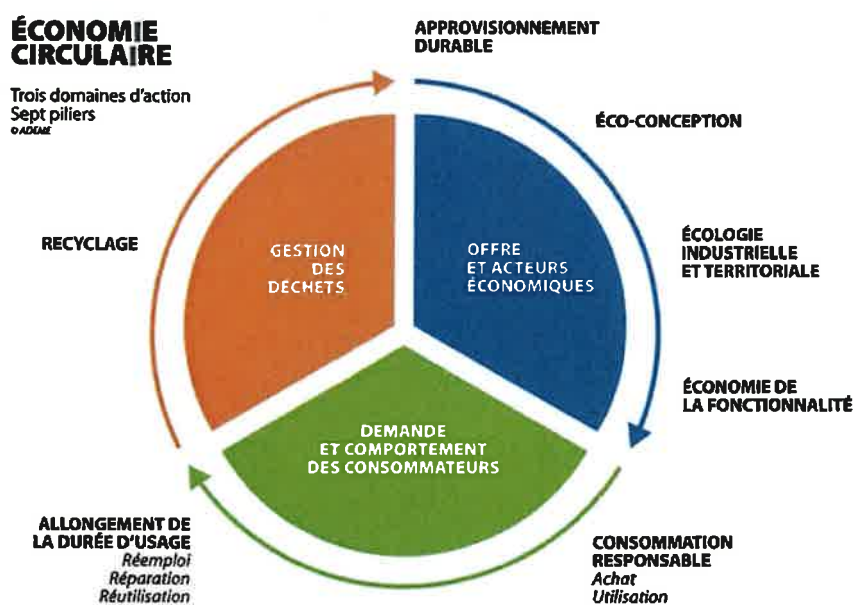 ÉCONOMIE
CIRCULAIRE
Trois domaines d'action
Sept piliers
© ADEME
APPROVISIONNEMENT
DURABLE
ÉCO-CONCEPTION
ÉCOLOGIE
INDUSTRIELLE
ET TERRITORIALE
ÉCONOMIE DE
LA FONCTIONNALITÉ
CONSOMMATION
RESPONSABLE
Achat
Utilisation
ALLONGEMENT DE
LA DURÉE D'USAGE
Réemploi
Réparation
Réutilisation
RECYCLAGE
GESTION
DES
DÉCHETS
OFFRE
ET ACTEURS
ÉCONOMIQUES
DEMANDE
ET COMPORTEMENT
DES CONSOMMATEURS